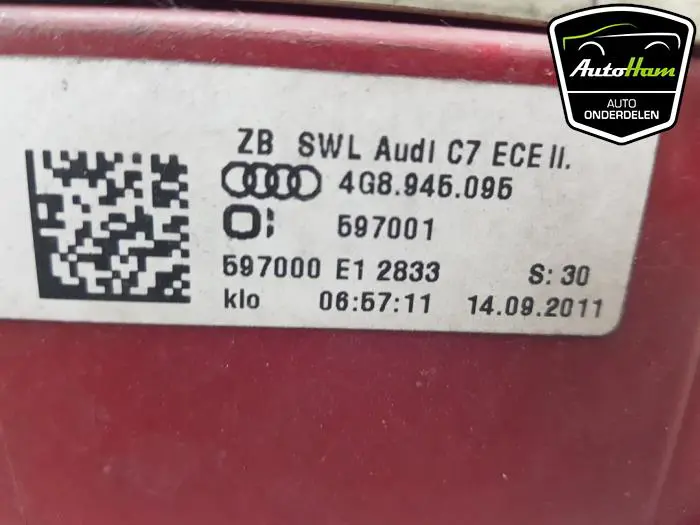 AutoHam
AUTO
ONDERDELEN
ZB SWL Audi C7 ECE II.
4G8.945.095
597001
597000 E1 2833 S: 30
klo 06:57:11 14.09.2011